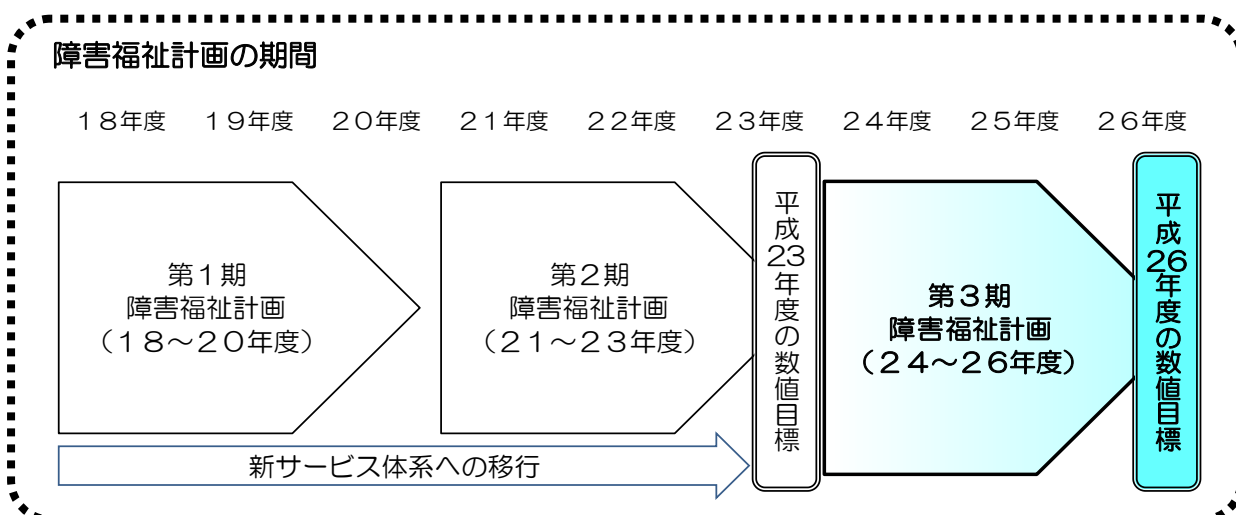 障害福祉計画の期間
１８年度　１９年度　２０年度　２１年度　２２年度　２３年度　２４年度　２５年度　２６年度
第１期
障害福祉計画
（１８～２０年度）
第２期
障害福祉計画
（２１～２３年度）
平成23年度の数値目標
第３期
障害福祉計画
（２４～２６年度）
平成26年度の数値目標
新サービス体系への移行